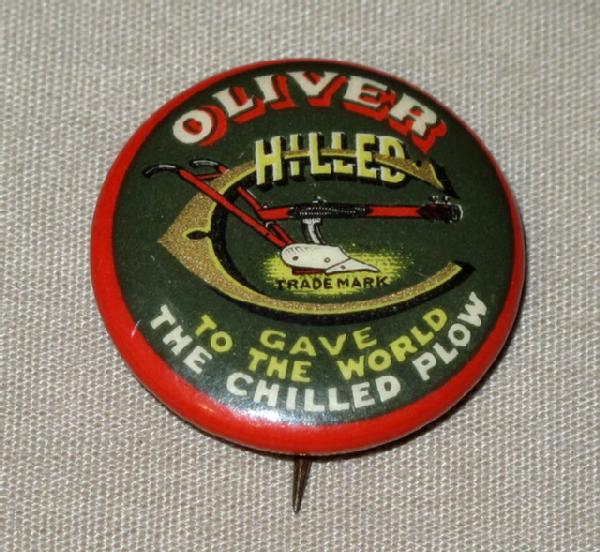 OLIVER
CHILLED
TRADE MARK
GAVE
TO THE WORLD
THE CHILLED PLOW